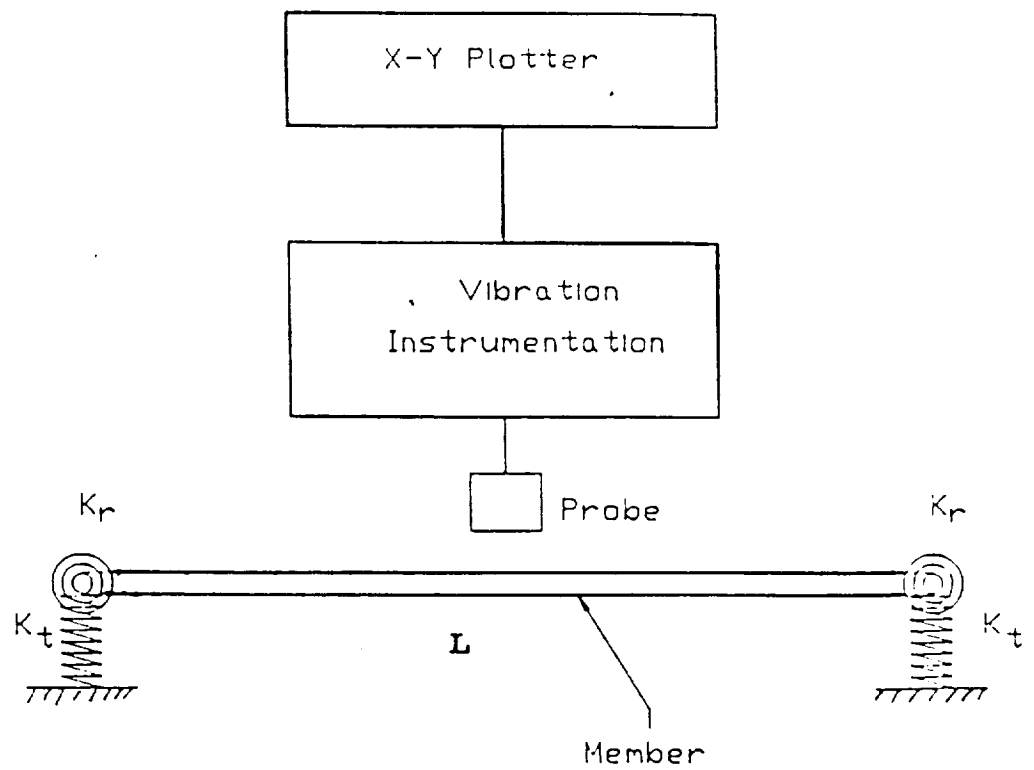 X-Y Plotter
Vibration
Instrumentation
Probe
Kr
Kr
Kt
Kt
L
Member